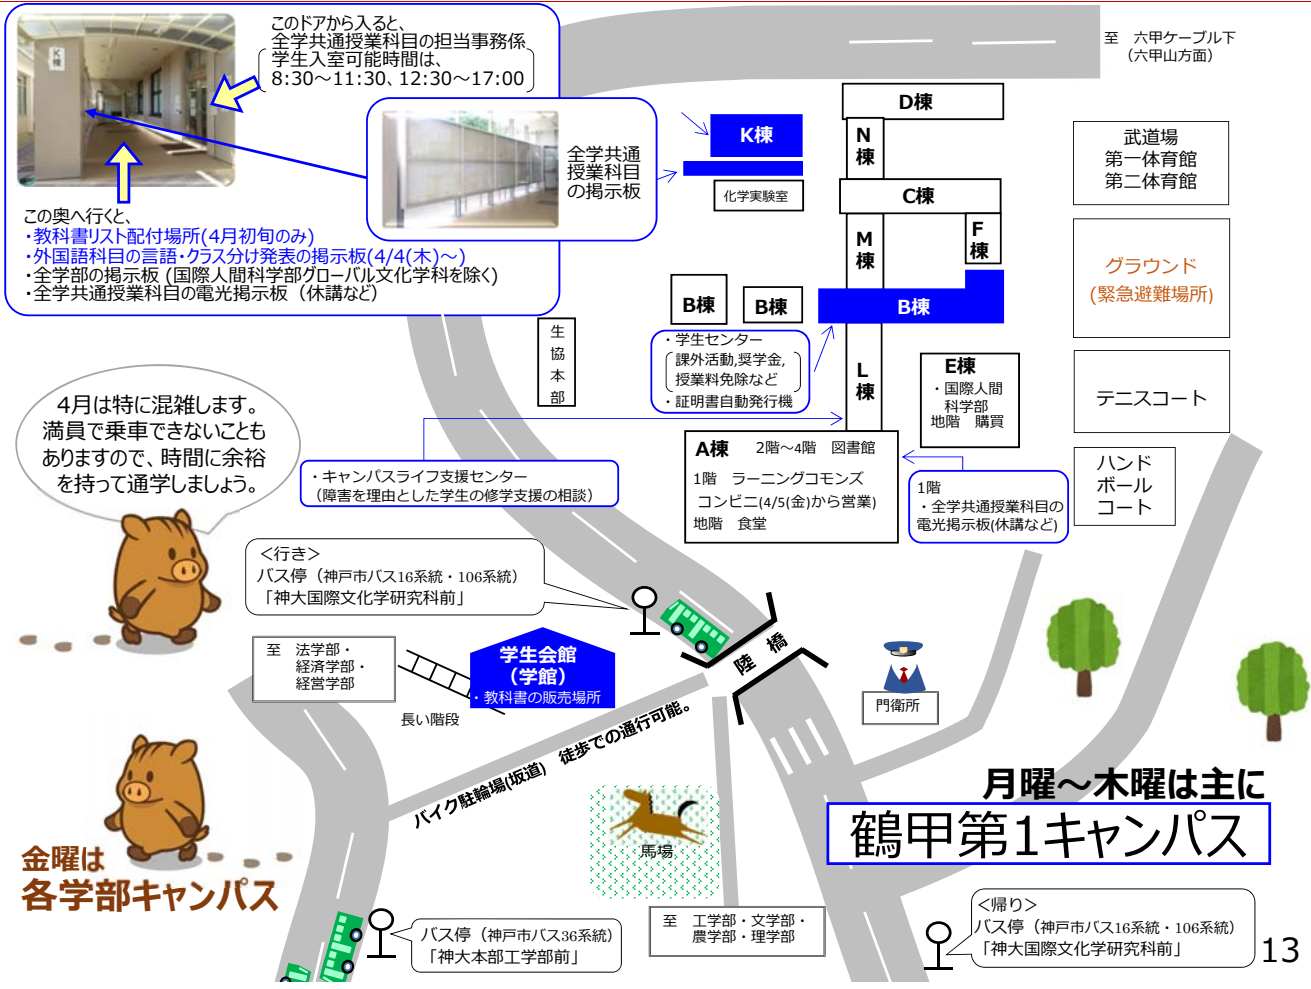 K棟
このドアから入ると、
全学共通授業科目の担当事務係
学生入室可能時間は、
8:30～11:30、12:30～17:00
全学共通
授業科目
の掲示板
この奥へ行くと、
・教科書リスト配付場所(4月初旬のみ)
・外国語科目の言語・クラス分け発表の掲示板(4/4(木)～)
・全学部の掲示板 (国際人間科学部グローバル文化学科を除く)
・全学共通授業科目の電光掲示板（休講など）
至　六甲ケーブル下
（六甲山方面）
D棟
K棟
N棟
化学実験室
C棟
M棟
F棟
B棟
B棟
B棟
L棟
武道場
第一体育館
第二体育館
グラウンド
(緊急避難場所)
テニスコート
ハンド
ボール
コート
生協本部
・学生センター
課外活動,奨学金,
授業料免除など
・証明書自動発行機
E棟
・国際人間
科学部
地階　購買
A棟　2階～4階　図書館
1階　ラーニングコモンズ
コンビニ(4/5(金)から営業)
地階　食堂
1階
・全学共通授業科目の
電光掲示板(休講など)
・キャンパスライフ支援センター
（障害を理由とした学生の修学支援の相談）
4月は特に混雑します。
満員で乗車できないことも
ありますので、時間に余裕
を持って通学しましょう。
＜行き＞
バス停（神戸市バス16系統・106系統）
「神大国際文化学研究科前」
至　法学部・
経済学部・
経営学部
長い階段
学生会館
（学館）
・教科書の販売場所
陸橋
門衛所
バイク駐輪場(坂道)　徒歩での通行可能。
馬場
月曜～木曜は主に
鶴甲第1キャンパス
金曜は
各学部キャンパス
バス停（神戸市バス36系統）
「神大本部工学部前」
至　工学部・文学部・
農学部・理学部
＜帰り＞
バス停（神戸市バス16系統・106系統）
「神大国際文化学研究科前」
13